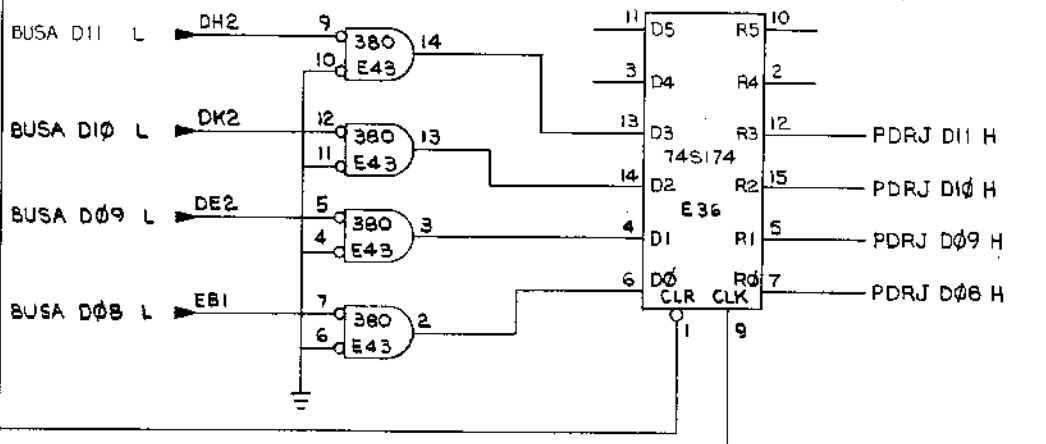 BUSA D11 L DH2 9 380 14 11 D5 R5 10
10 E43 3 D4 R4 2
BUSA D1Ø L DK2 12 380 13 13 D3 R3 12 PDRJ D11 H
11 E43 74S174
14 D2 R2 15 PDRJ D1Ø H
E36
BUSA DØ9 L DE2 5 380 3 4 D1 R1 5 PDRJ DØ9 H
4 E43
6 DØ RØ 7 PDRJ DØ8 H
BUSA DØ8 L EB1 7 380 2 CLR CLK
6 E43 1 9